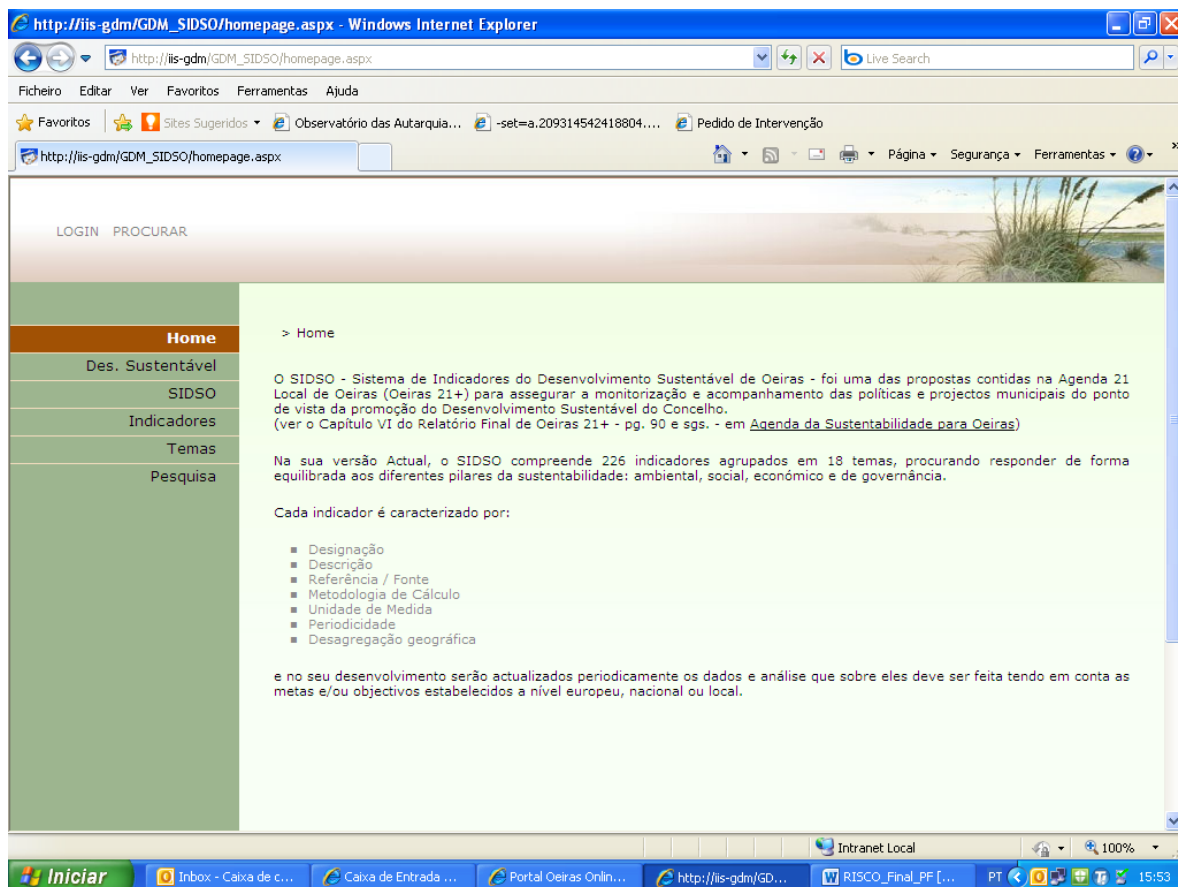 http://iis-gdm/GDM_SIDSO/homepage.aspx - Windows Internet Explorer
http://iis-gdm/GDM_SIDSO/homepage.aspx
Live Search
Ficheiro Editar Ver Favoritos Ferramentas Ajuda
Favoritos Sites Sugeridos Observatório das Autarquia... -set=a.209314542418804.... Pedido de Intervenção
http://iis-gdm/GDM_SIDSO/homepage.aspx Página Segurança Ferramentas »
LOGIN PROCURAR
Home
Des. Sustentável
SIDSO
Indicadores
Temas
Pesquisa
> Home
O SIDSO - Sistema de Indicadores do Desenvolvimento Sustentável de Oeiras - foi uma das propostas contidas na Agenda 21
Local de Oeiras (Oeiras 21+) para assegurar a monitorização e acompanhamento das políticas e projectos municipais do ponto
de vista da promoção do Desenvolvimento Sustentável do Concelho.
(ver o Capítulo VI do Relatório Final de Oeiras 21+ - pg. 90 e sgs. - em Agenda da Sustentabilidade para Oeiras)
Na sua versão Actual, o SIDSO compreende 226 indicadores agrupados em 18 temas, procurando responder de forma
equilibrada aos diferentes pilares da sustentabilidade: ambiental, social, económico e de governância.
Cada indicador é caracterizado por:
Designação
Descrição
Referência / Fonte
Metodologia de Cálculo
Unidade de Medida
Periodicidade
Desagregação geográfica
e no seu desenvolvimento serão actualizados periodicamente os dados e análise que sobre eles deve ser feita tendo em conta as
metas e/ou objectivos estabelecidos a nível europeu, nacional ou local.
Intranet Local 100%
Iniciar Inbox - Caixa de c... Caixa de Entrada ... Portal Oeiras Onlin... http://iis-gdm/GD... RISCO_Final_PF [... PT 15:53